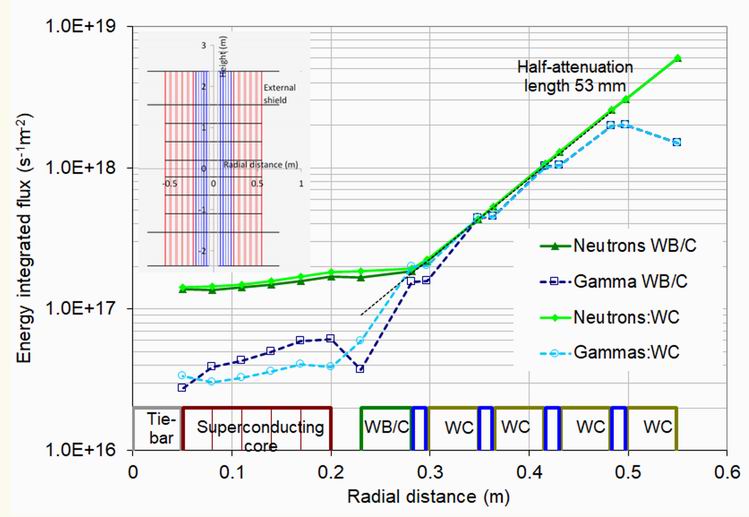 1.0E+19
1.0E+18
1.0E+17
1.0E+16
Energy integrated flux (s⁻¹m⁻²)
3
2
1
0
-1
-2
Height (m)
External
shield
Radial distance (m)
-0.5 0 0.5 1
Half-attenuation
length 53 mm
Neutrons WB/C
Gamma WB/C
Neutrons:WC
Gammas:WC
Tie-
bar
Superconducting
core
WB/C
WC
WC
WC
WC
0 0.1 0.2 0.3 0.4 0.5 0.6
Radial distance (m)